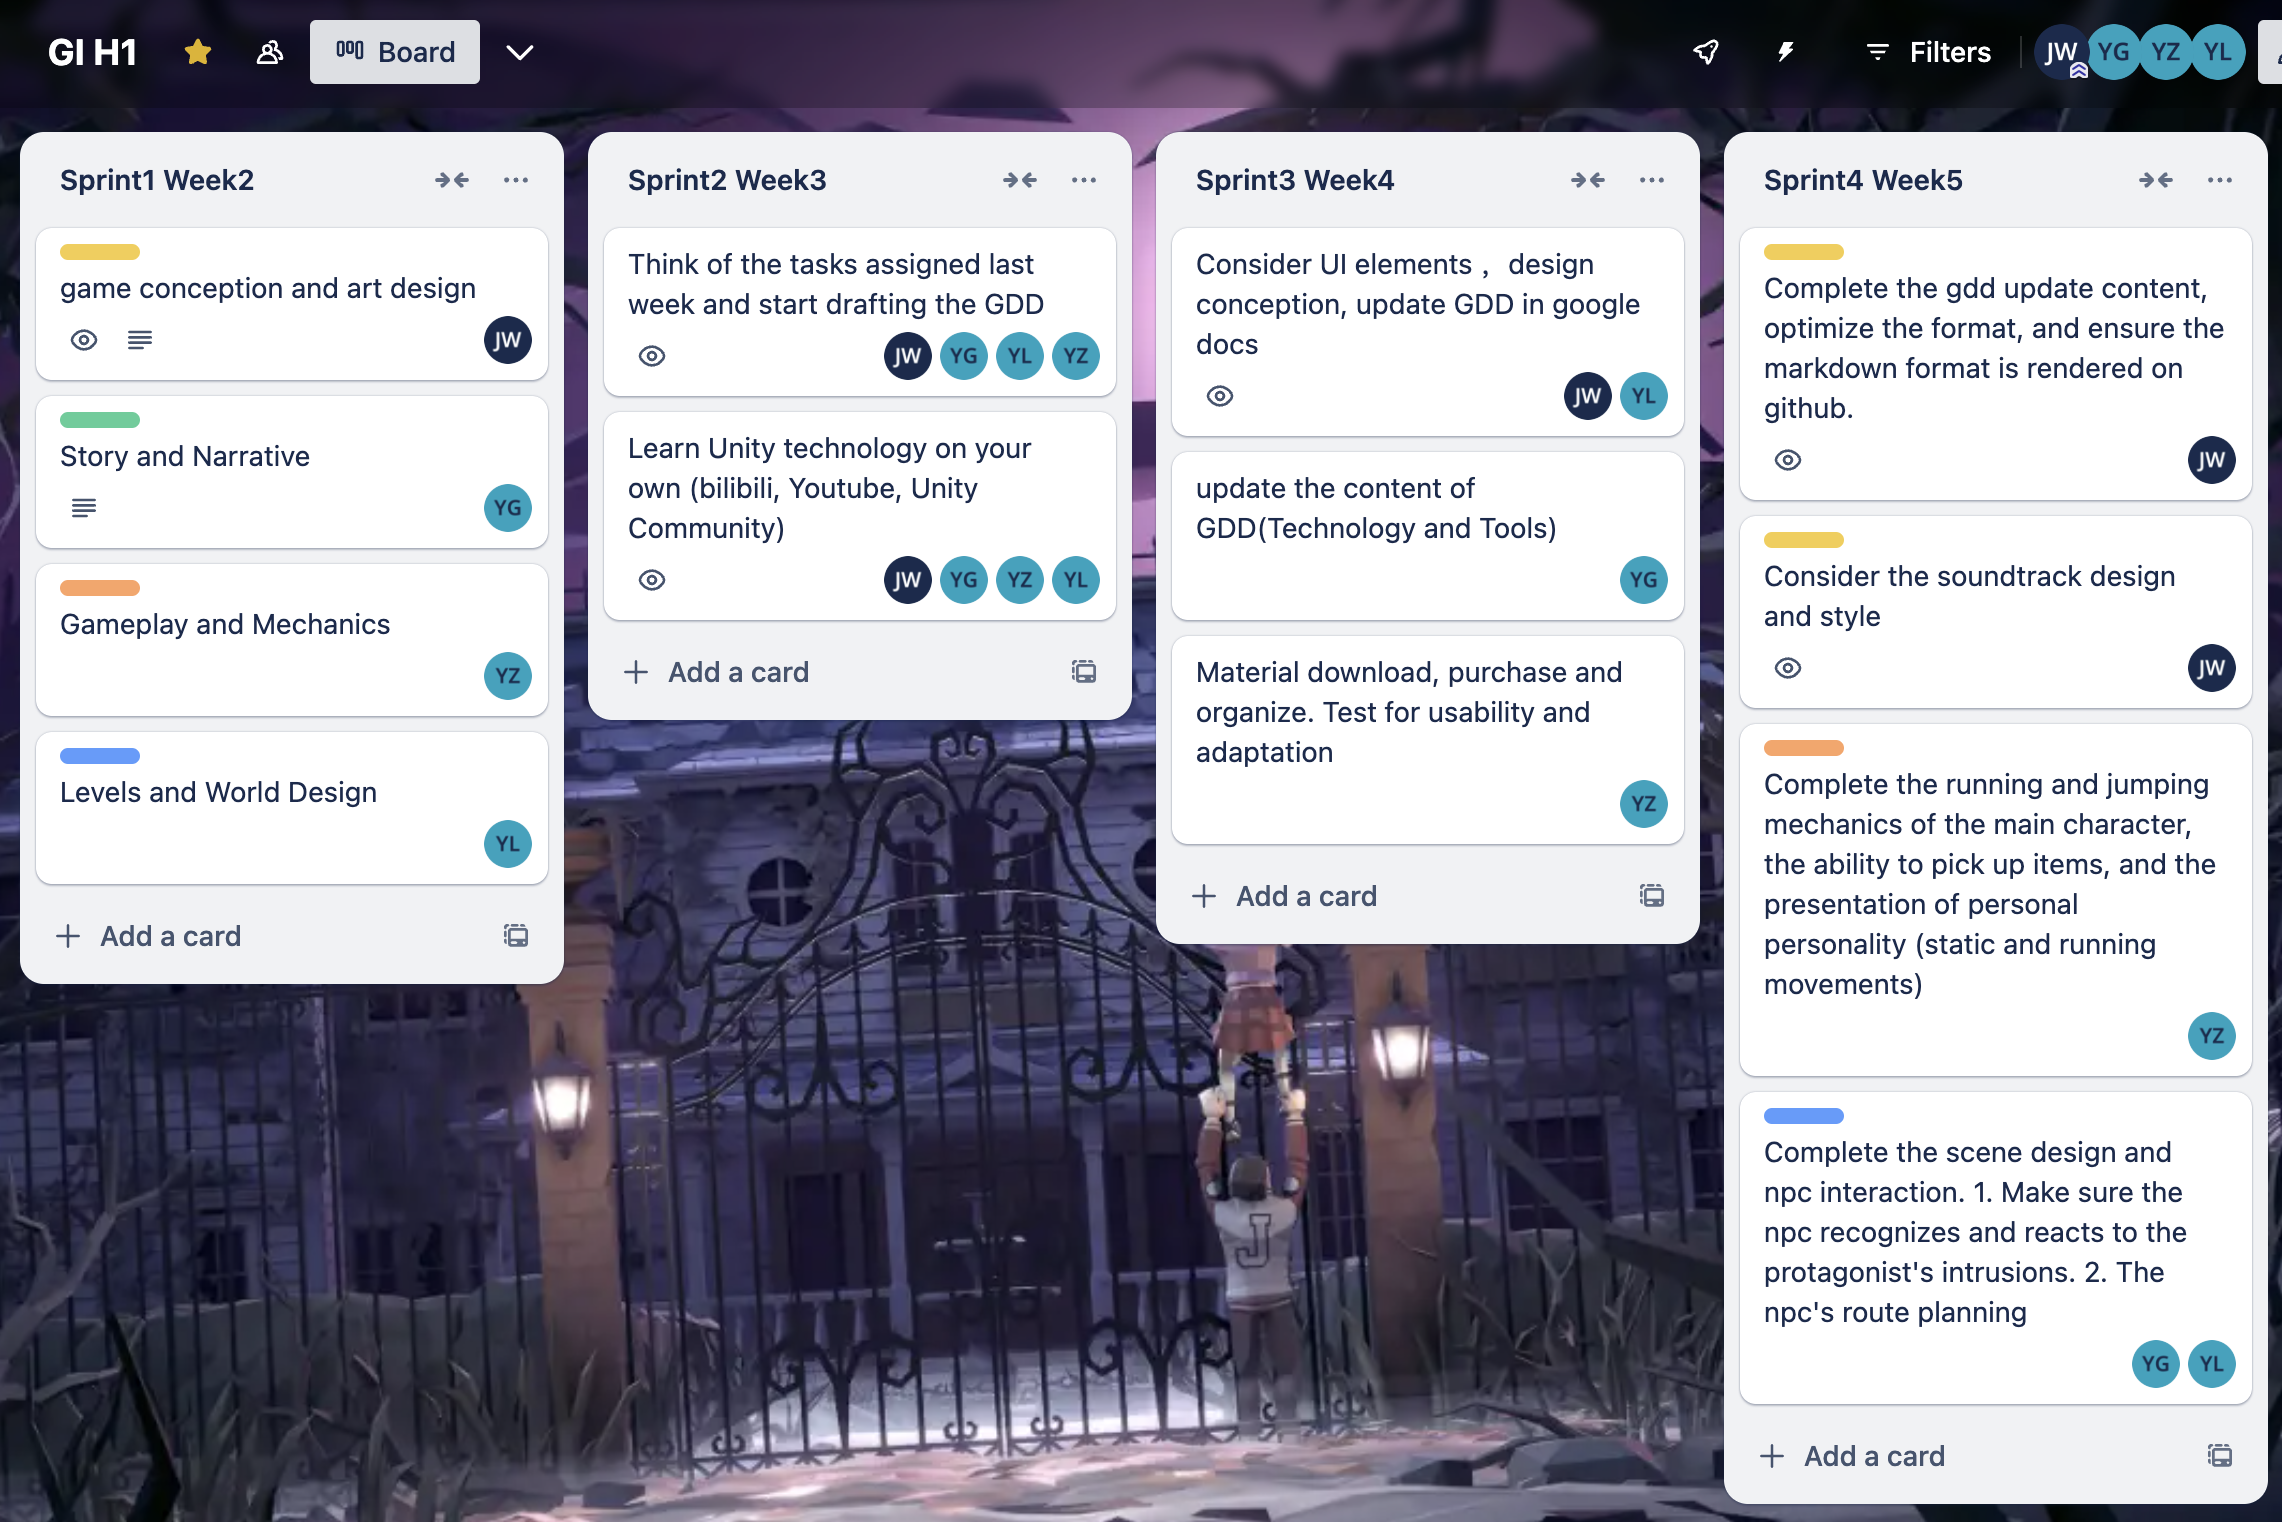 GI H1
Board
Filters
JW
YG
YZ
YL
Sprint1 Week2
game conception and art design
JW
Story and Narrative
YG
Gameplay and Mechanics
YZ
Levels and World Design
YL
Add a card
Sprint2 Week3
Think of the tasks assigned last
week and start drafting the GDD
JW YG YL YZ
Learn Unity technology on your
own (bilibili, Youtube, Unity
Community)
JW YG YZ YL
Add a card
Sprint3 Week4
Consider UI elements ， design
conception, update GDD in google
docs
JW YL
update the content of
GDD(Technology and Tools)
YG
Material download, purchase and
organize. Test for usability and
adaptation
YZ
Add a card
Sprint4 Week5
Complete the gdd update content,
optimize the format, and ensure the
markdown format is rendered on
github.
JW
Consider the soundtrack design
and style
JW
Complete the running and jumping
mechanics of the main character,
the ability to pick up items, and the
presentation of personal
personality (static and running
movements)
YZ
Complete the scene design and
npc interaction. 1. Make sure the
npc recognizes and reacts to the
protagonist's intrusions. 2. The
npc's route planning
YG YL
Add a card
J